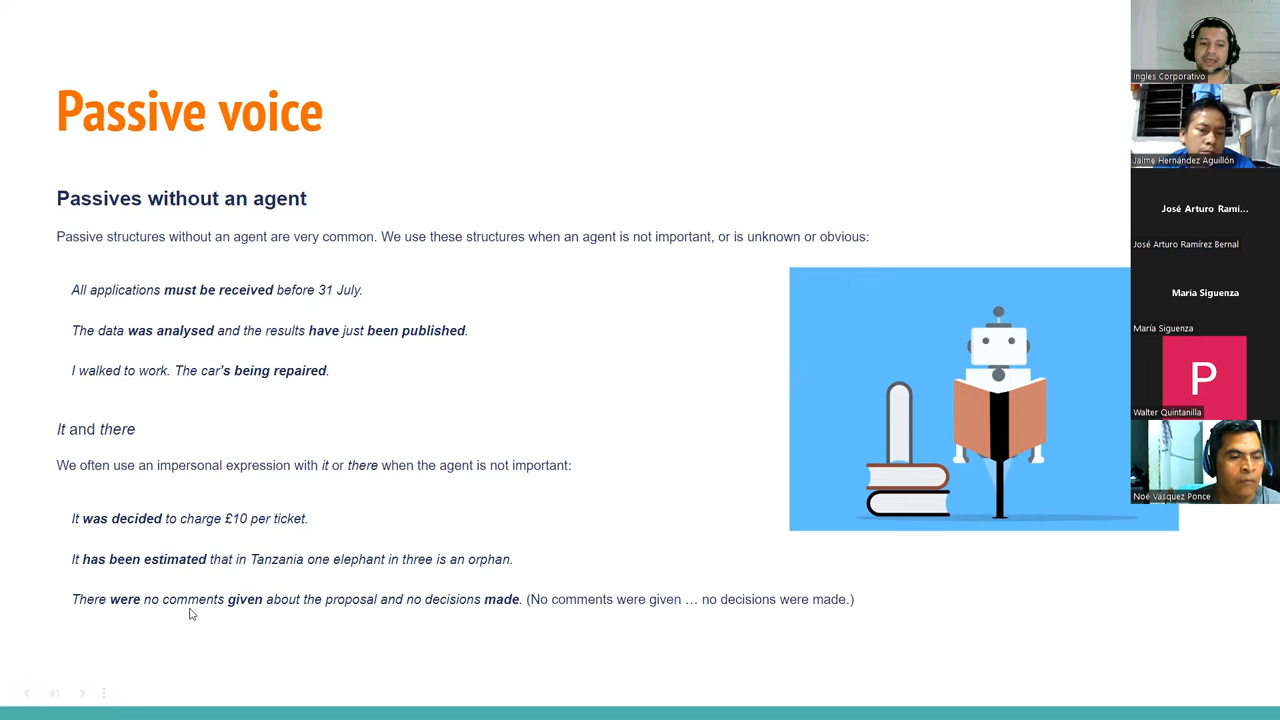 Passive voice
Passives without an agent
Passive structures without an agent are very common. We use these structures when an agent is not important, or is unknown or obvious:
All applications must be received before 31 July.
The data was analysed and the results have just been published.
I walked to work. The car's being repaired.
It and there
We often use an impersonal expression with it or there when the agent is not important:
It was decided to charge £10 per ticket.
It has been estimated that in Tanzania one elephant in three is an orphan.
There were no comments given about the proposal and no decisions made. (No comments were given … no decisions were made.)
41
Ingles Corporativo
Jaime Hernández Aguillón
José Arturo Ramí...
José Arturo Ramírez Bernal
Maria Siguenza
María Siguenza
P
Walter Quintanilla
Noé Vásquez Ponce